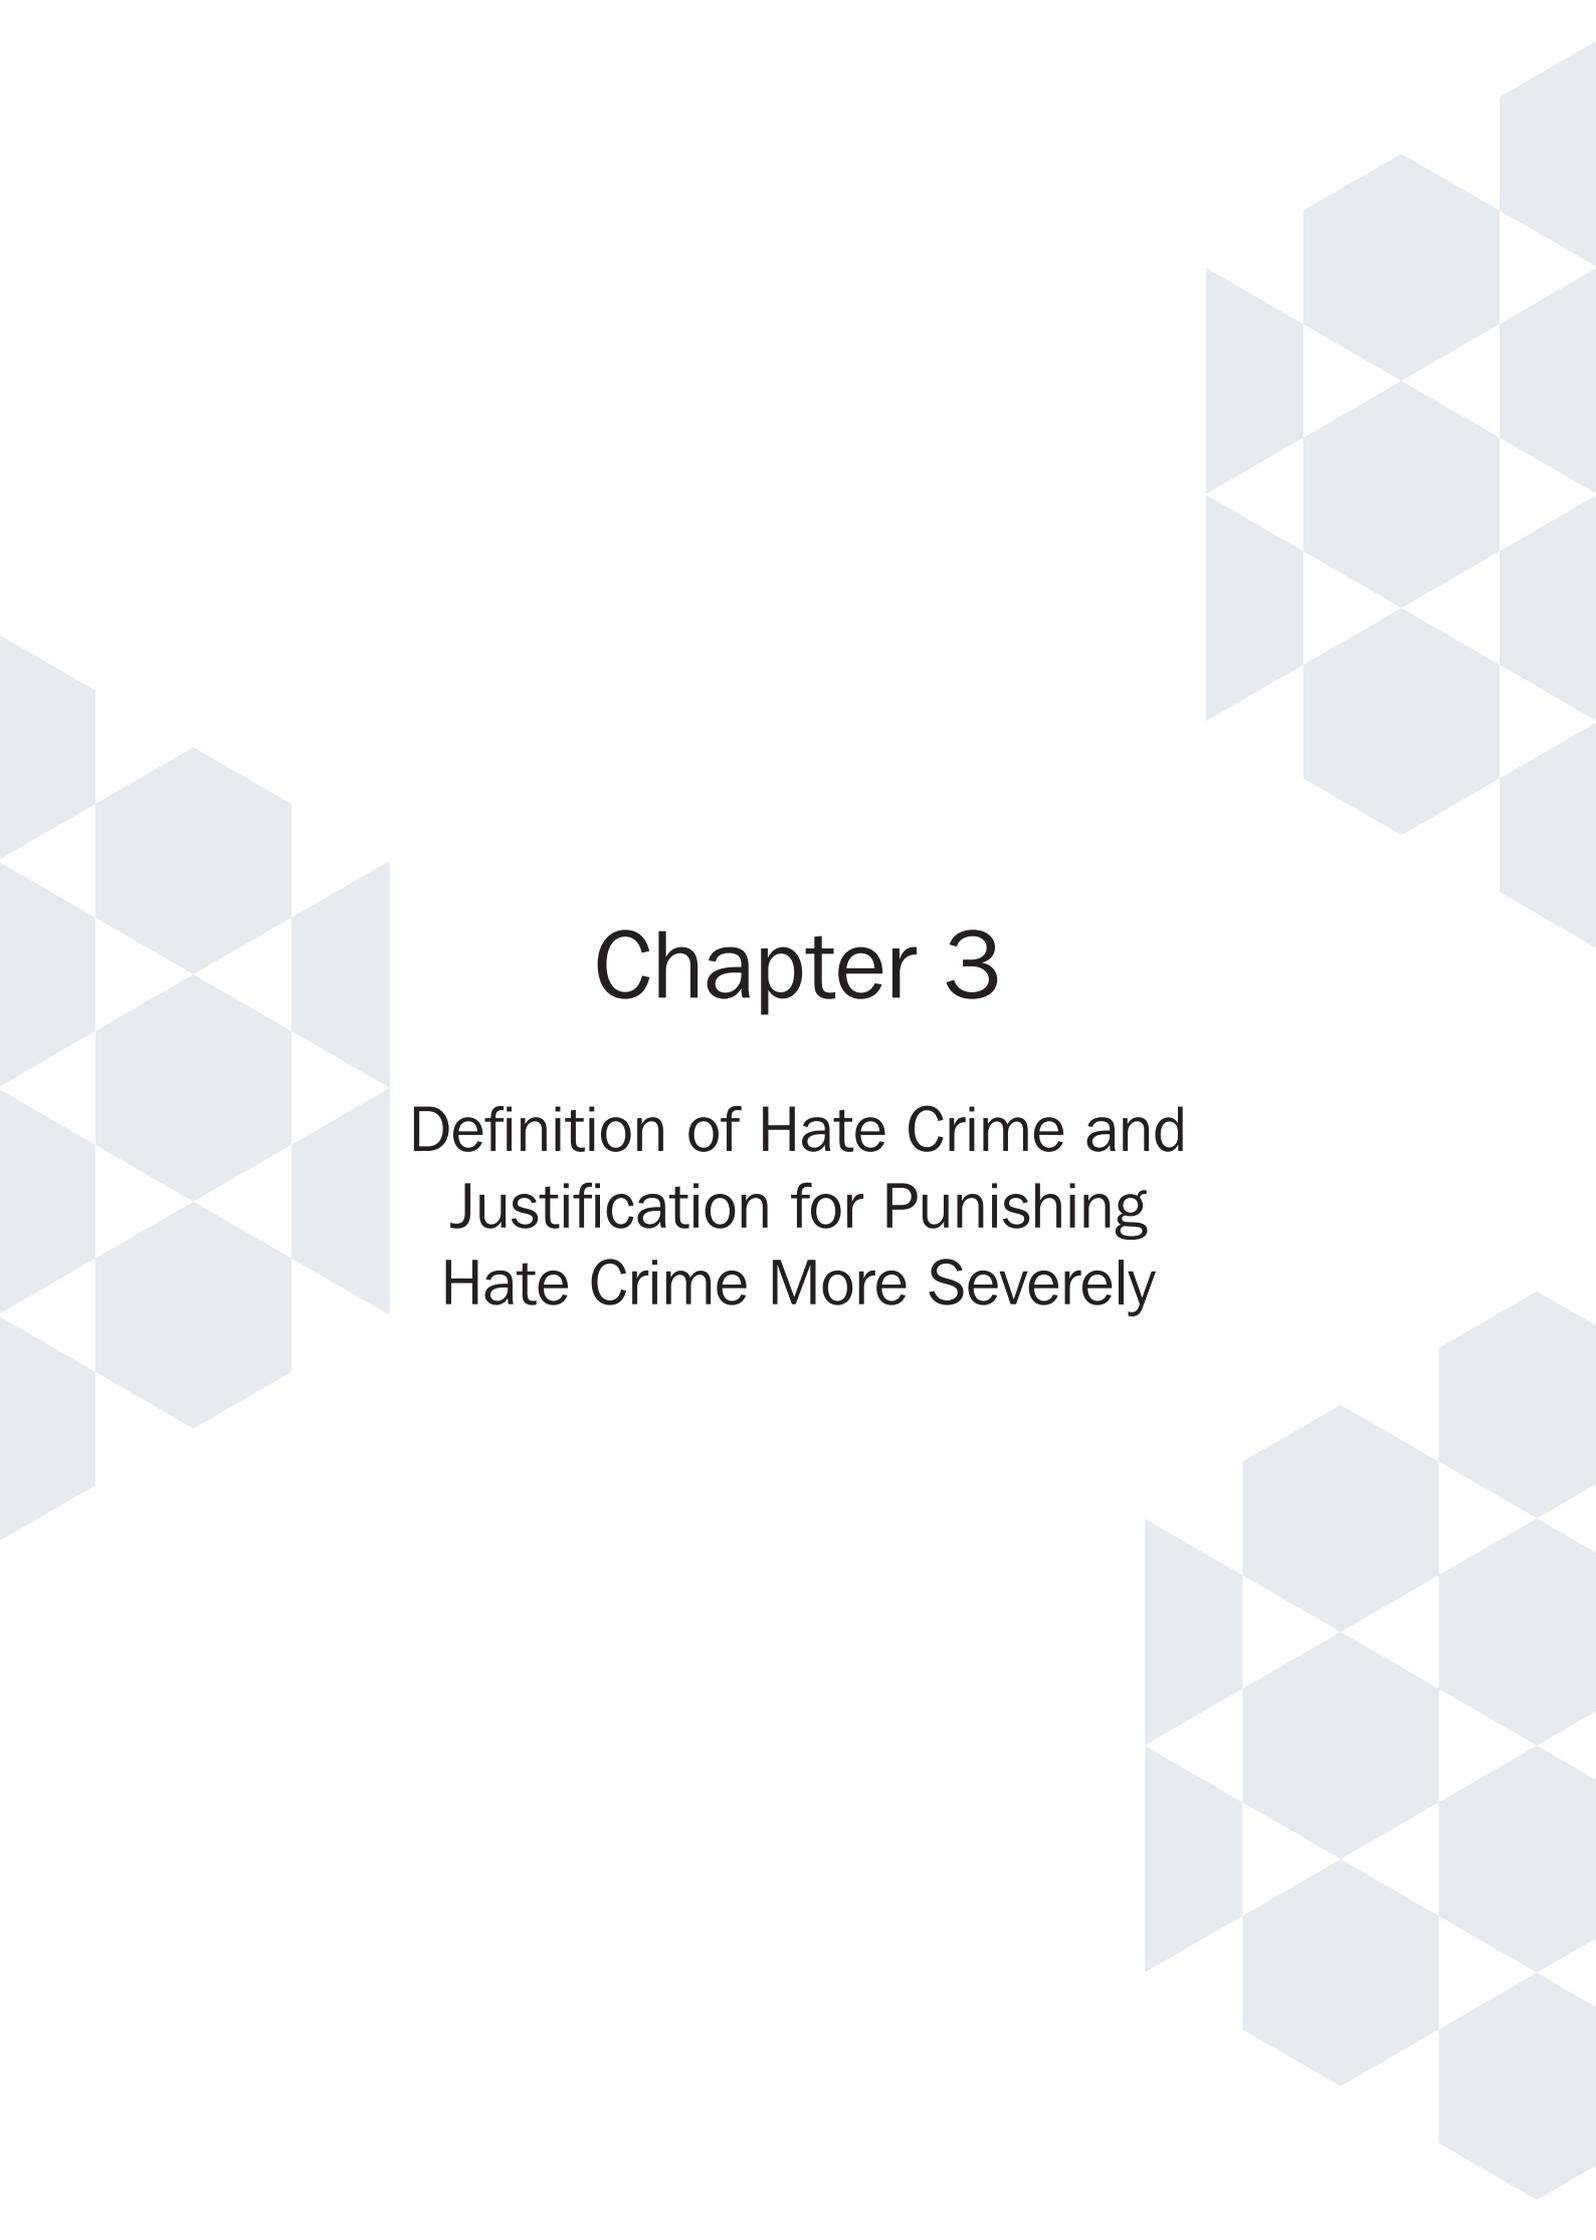 Chapter 3
Definition of Hate Crime and
Justification for Punishing
Hate Crime More Severely